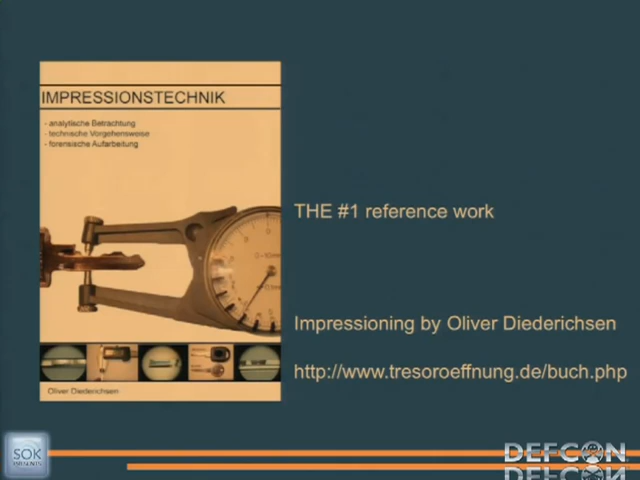 IMPRESSIONSTECHNIK
- analytische Betrachtung
- technische Vorgehensweise
- forensische Aufarbeitung
THE #1 reference work
Impressioning by Oliver Diederichsen
http://www.tresoroeffnung.de/buch.php
Oliver Diederichsen
SOK
PRESENTS
DEFCON